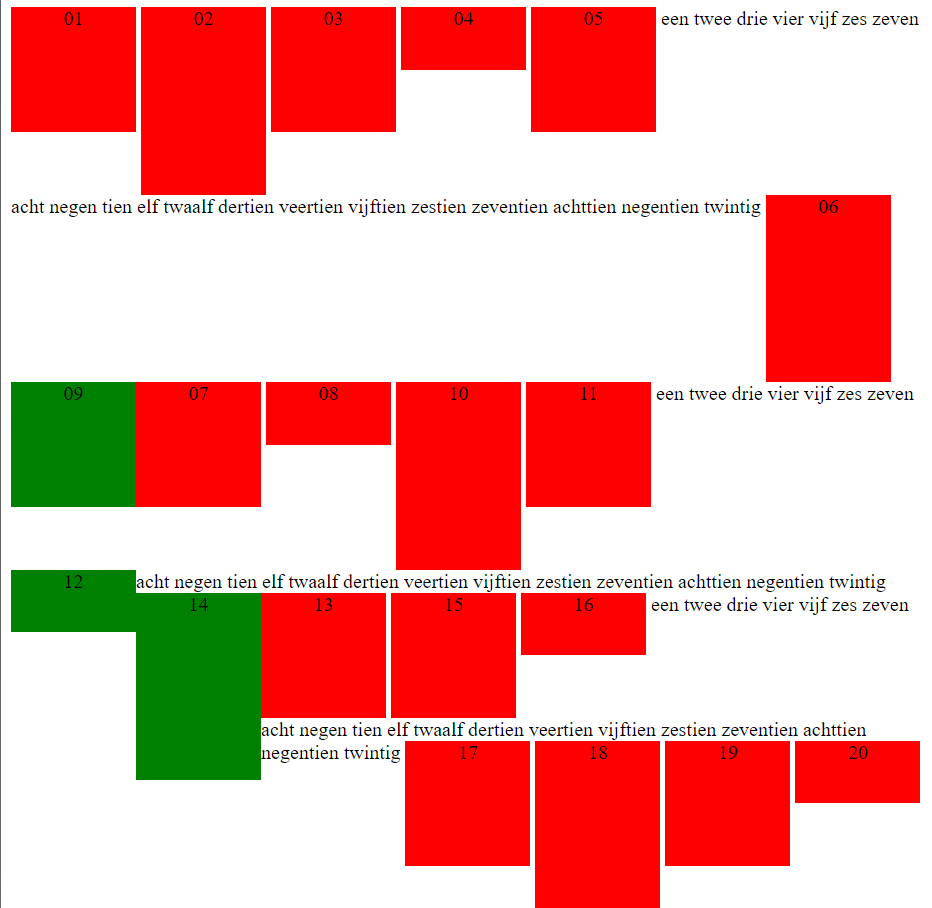 01 02 03 04 05 een twee drie vier vijf zes zeven
acht negen tien elf twaalf dertien veertien vijftien zestien zeventien achttien negentien twintig 06
09 07 08 10 11 een twee drie vier vijf zes zeven
12 acht negen tien elf twaalf dertien veertien vijftien zestien zeventien achttien negentien twintig
14 13 15 16 een twee drie vier vijf zes zeven
acht negen tien elf twaalf dertien veertien vijftien zestien zeventien achttien
negentien twintig 17 18 19 20